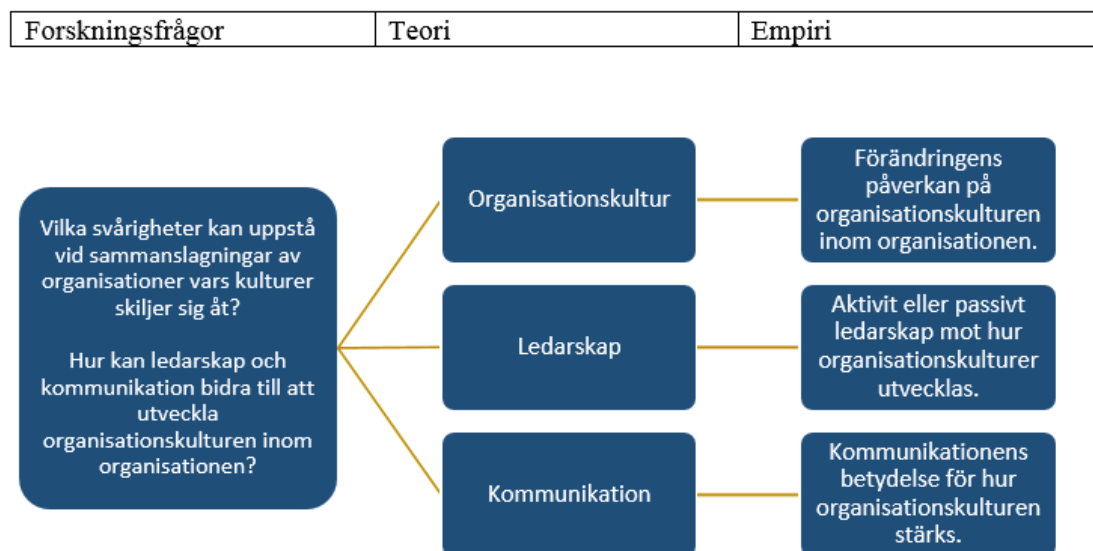 Forskningsfrågor Teori Empiri
Vilka svårigheter kan uppstå
vid sammanslagningar av
organisationer vars kulturer
skiljer sig åt?
Hur kan ledarskap och
kommunikation bidra till att
utveckla
organisationskulturen inom
organisationen?
Organisationskultur
Förändringens
påverkan på
organisationskulturen
inom organisationen.
Ledarskap
Aktivit eller passivt
ledarskap mot hur
organisationskulturer
utvecklas.
Kommunikation
Kommunikationens
betydelse för hur
organisationskulturen
stärks.